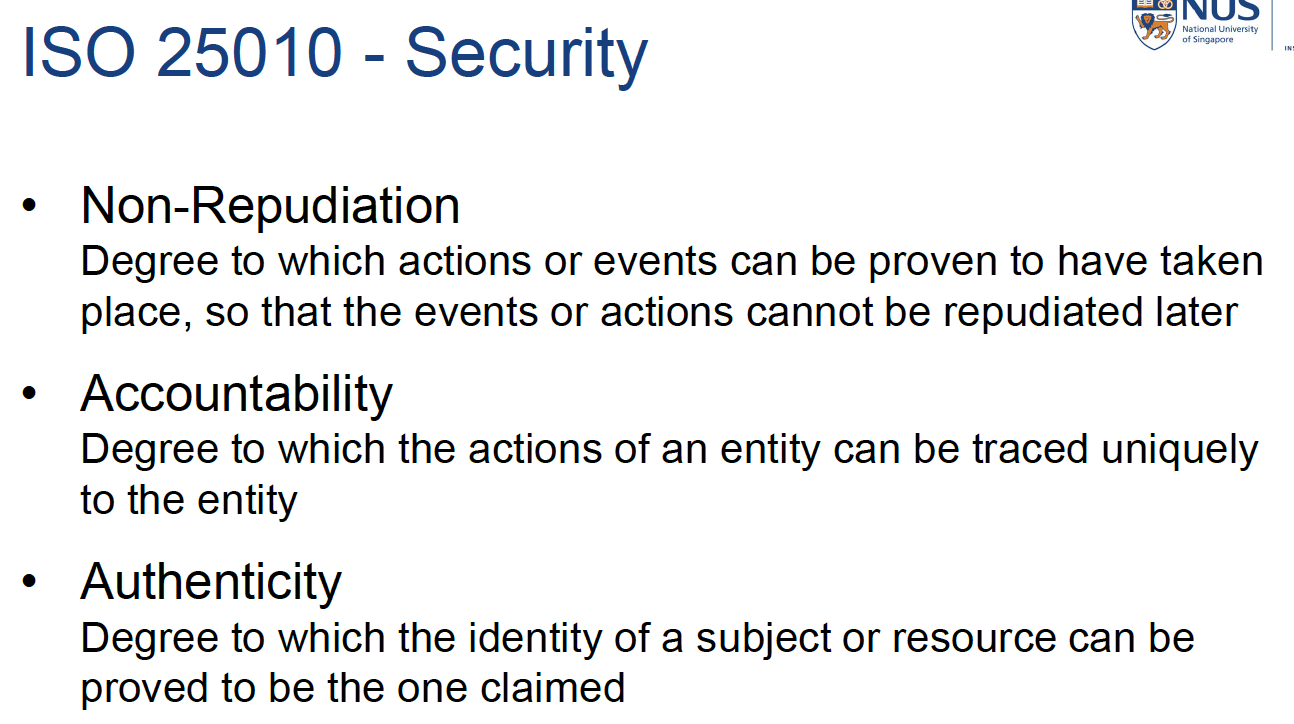 NUS
National University
of Singapore
ISO 25010 - Security
• Non-Repudiation
Degree to which actions or events can be proven to have taken
place, so that the events or actions cannot be repudiated later
• Accountability
Degree to which the actions of an entity can be traced uniquely
to the entity
• Authenticity
Degree to which the identity of a subject or resource can be
proved to be the one claimed